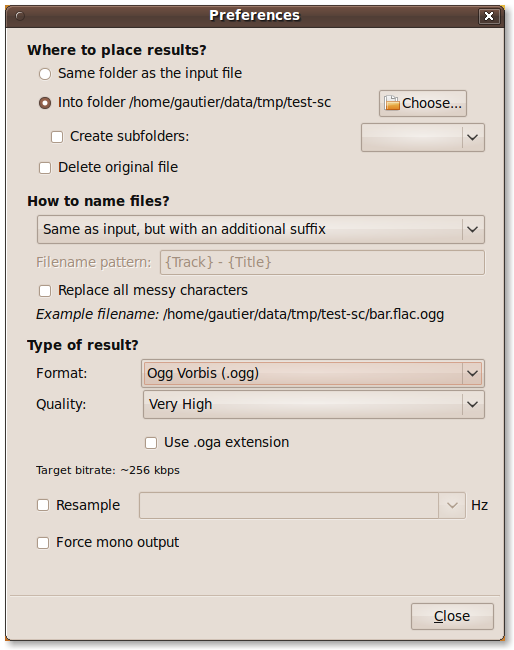 Preferences
Where to place results?
Same folder as the input file
Into folder /home/gautier/data/tmp/test-sc
Choose...
Create subfolders:
Delete original file
How to name files?
Same as input, but with an additional suffix
Filename pattern: {Track} - {Title}
Replace all messy characters
Example filename: /home/gautier/data/tmp/test-sc/bar.flac.ogg
Type of result?
Format: Ogg Vorbis (.ogg)
Quality: Very High
Use .oga extension
Target bitrate: ~256 kbps
Resample Hz
Force mono output
Close